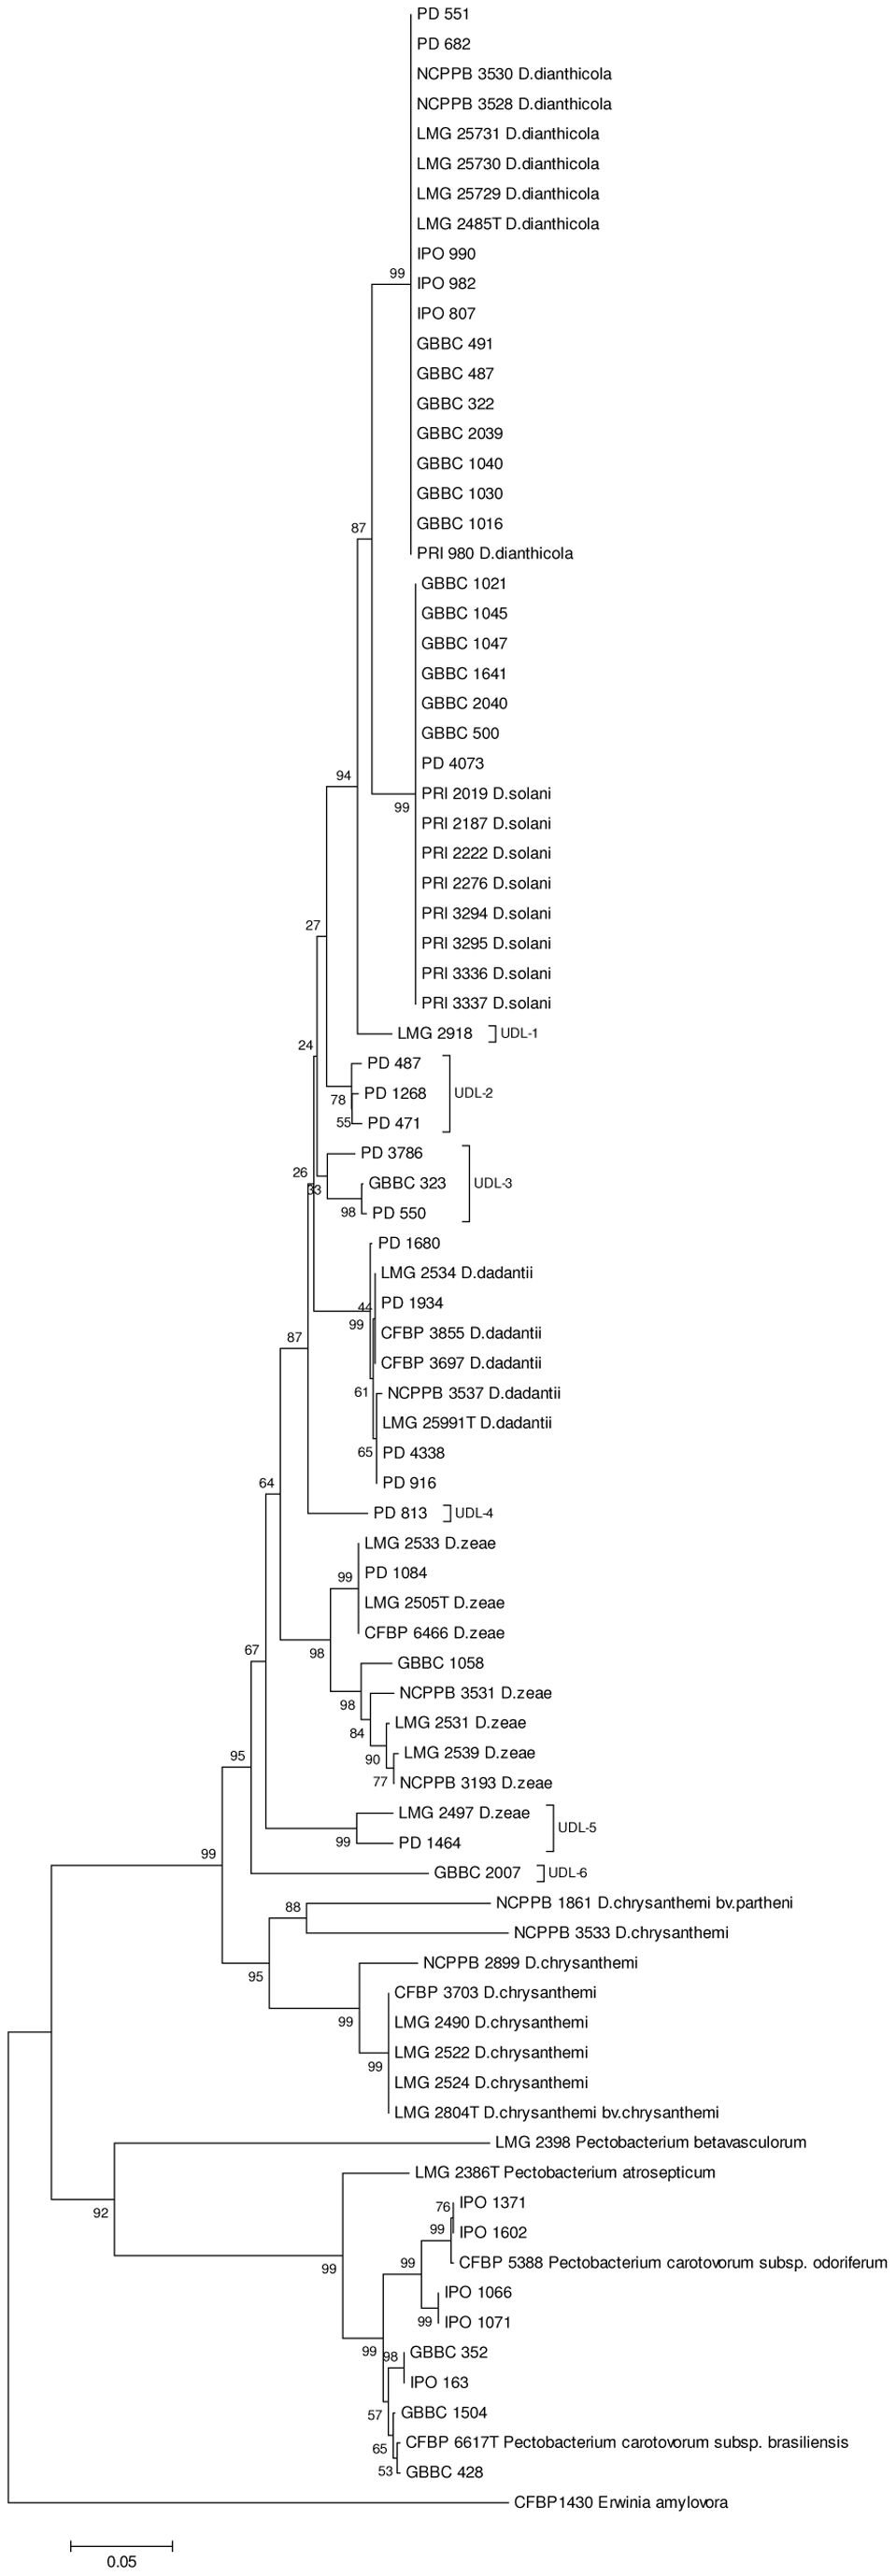 PD 551
PD 682
NCPPB 3530 D.dianthicola
NCPPB 3528 D.dianthicola
LMG 25731 D.dianthicola
LMG 25730 D.dianthicola
LMG 25729 D.dianthicola
LMG 2485T D.dianthicola
IPO 990
99
IPO 982
IPO 807
GBBC 491
GBBC 487
GBBC 322
GBBC 2039
GBBC 1040
GBBC 1030
GBBC 1016
87
PRI 980 D.dianthicola
GBBC 1021
GBBC 1045
GBBC 1047
GBBC 1641
GBBC 2040
GBBC 500
PD 4073
94
PRI 2019 D.solani
99
PRI 2187 D.solani
PRI 2222 D.solani
PRI 2276 D.solani
PRI 3294 D.solani
27
PRI 3295 D.solani
PRI 3336 D.solani
PRI 3337 D.solani
LMG 2918 UDL-1
24
PD 487
PD 1268 UDL-2
78
PD 471
55
PD 3786
26
GBBC 323 UDL-3
33
PD 550
98
PD 1680
LMG 2534 D.dadantii
PD 1934
44
99
CFBP 3855 D.dadantii
87
CFBP 3697 D.dadantii
61
NCPPB 3537 D.dadantii
LMG 25991T D.dadantii
PD 4338
65
PD 916
64
PD 813 UDL-4
LMG 2533 D.zeae
PD 1084
99
LMG 2505T D.zeae
CFBP 6466 D.zeae
98
67
GBBC 1058
NCPPB 3531 D.zeae
98
LMG 2531 D.zeae
84
LMG 2539 D.zeae
90
95
NCPPB 3193 D.zeae
77
LMG 2497 D.zeae
UDL-5
PD 1464
99
99
GBBC 2007 UDL-6
NCPPB 1861 D.chrysanthemi bv.partheni
88
NCPPB 3533 D.chrysanthemi
NCPPB 2899 D.chrysanthemi
95
CFBP 3703 D.chrysanthemi
LMG 2490 D.chrysanthemi
99
LMG 2522 D.chrysanthemi
99
LMG 2524 D.chrysanthemi
LMG 2804T D.chrysanthemi bv.chrysanthemi
LMG 2398 Pectobacterium betavasculorum
LMG 2386T Pectobacterium atrosepticum
92
IPO 1371
76
IPO 1602
99
CFBP 5388 Pectobacterium carotovorum subsp. odoriferum
99
99
IPO 1066
IPO 1071
99
GBBC 352
99
98
IPO 163
GBBC 1504
57
CFBP 6617T Pectobacterium carotovorum subsp. brasiliensis
65
GBBC 428
53
CFBP1430 Erwinia amylovora
0.05